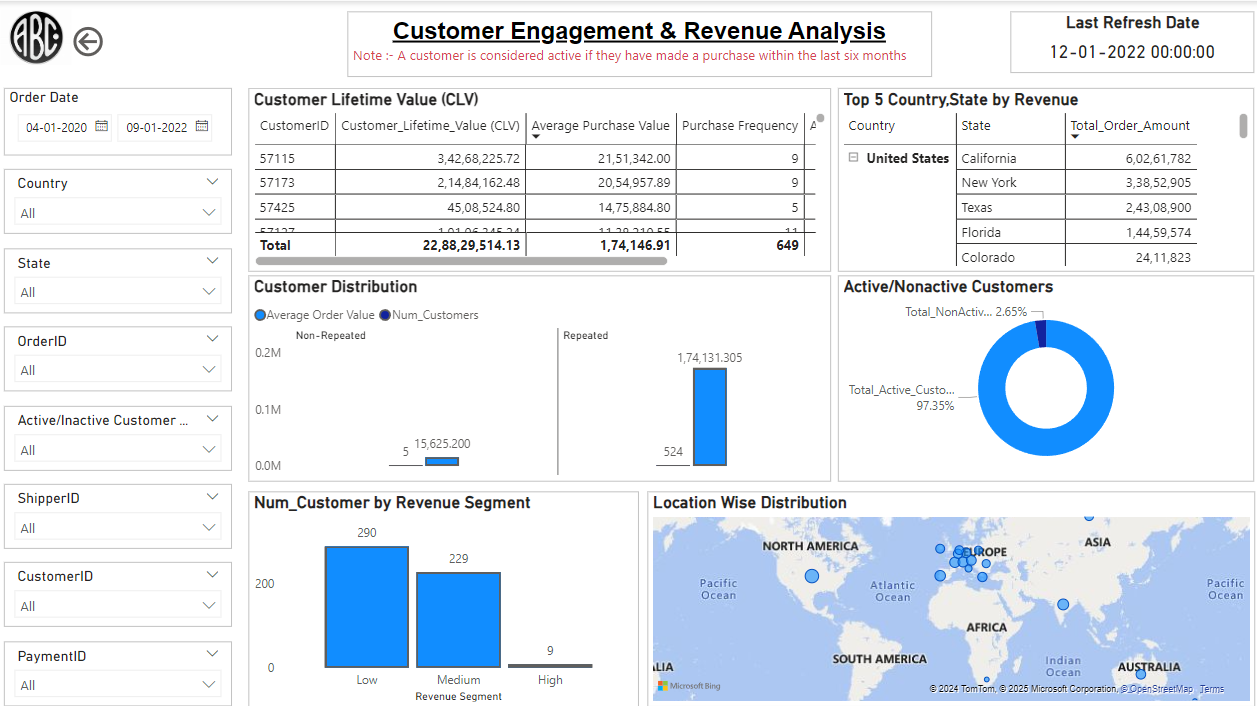 ABC
Customer Engagement & Revenue Analysis
Note :- A customer is considered active if they have made a purchase within the last six months
Last Refresh Date
12-01-2022 00:00:00
Order Date
04-01-2020 09-01-2022
Country
All
State
All
OrderID
All
Active/Inactive Customer ...
All
ShipperID
All
CustomerID
All
PaymentID
All
Customer Lifetime Value (CLV)
CustomerID Customer_Lifetime_Value (CLV) Average Purchase Value Purchase Frequency A
57115 3,42,68,225.72 21,51,342.00 9
57173 2,14,84,162.48 20,54,957.89 9
57425 45,08,524.80 14,75,884.80 5
Total 22,88,29,514.13 1,74,146.91 649
Top 5 Country,State by Revenue
Country State Total_Order_Amount
United States California 6,02,61,782
New York 3,38,52,905
Texas 2,43,08,900
Florida 1,44,59,574
Colorado 24,11,823
Customer Distribution
Average Order Value Num_Customers
Non-Repeated Repeated
0.2M
0.1M
0.0M
5 15,625.200
524 1,74,131.305
Active/Nonactive Customers
Total_NonActiv... 2.65%
Total_Active_Custo...
97.35%
Num_Customer by Revenue Segment
200
0
290
229
9
Low Medium High
Revenue Segment
Location Wise Distribution
NORTH AMERICA
EUROPE
ASIA
Pacific
Ocean
Atlantic
Ocean
Pacific
Ocean
AFRICA
SOUTH AMERICA
Indian
Ocean
LIA
AUSTRALIA
Microsoft Bing
© 2024 TomTom, © 2025 Microsoft Corporation, © OpenStreetMap Terms